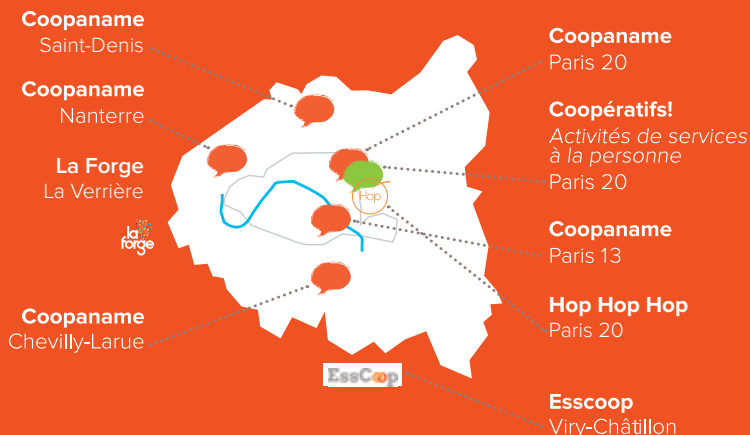 Coopaname
Saint-Denis
Coopaname
Nanterre
La Forge
La Verrière
la
forge
Coopaname
Chevilly-Larue
Hop
EssCoop
Coopaname
Paris 20
Coopératifs!
Activités de services
à la personne
Paris 20
Coopaname
Paris 13
Hop Hop Hop
Paris 20
Esscoop
Viry-Châtillon